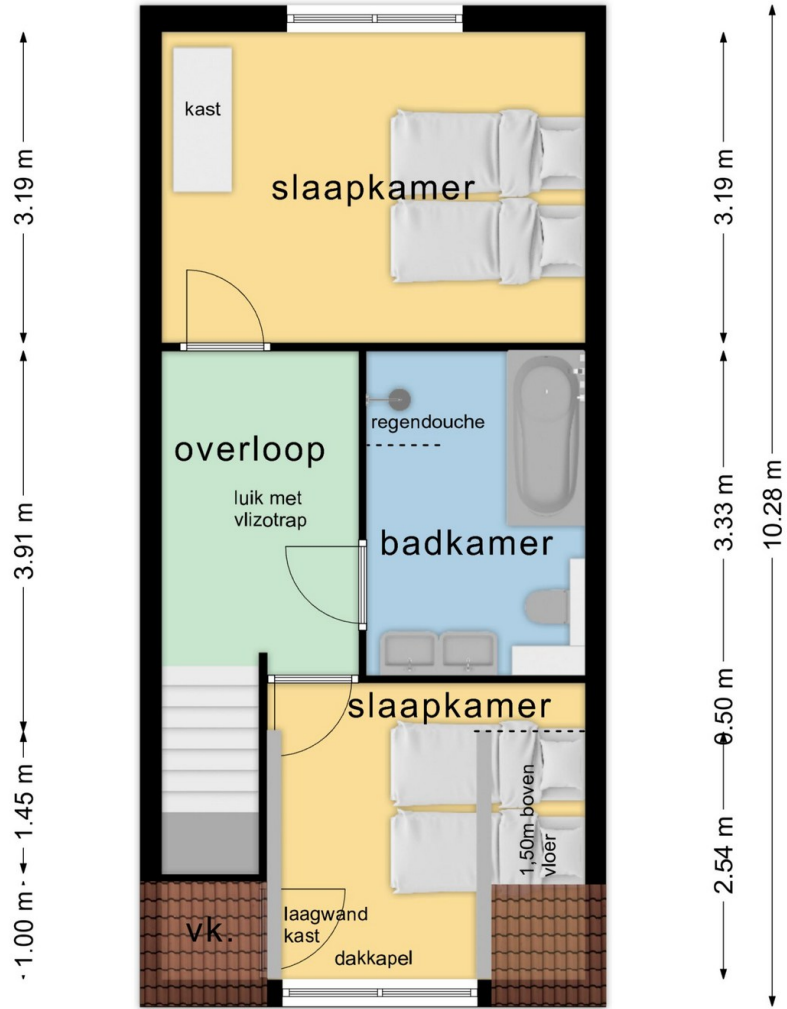 kast
slaapkamer
3.19 m
3.19 m
regendouche
overloop
luik met
vlizotrap
badkamer
3.91 m
3.33 m
10.28 m
slaapkamer
0.50 m
1,50m boven
vloer
1.45 m
2.54 m
laagwand
kast
vk.
dakkapel
1.00 m